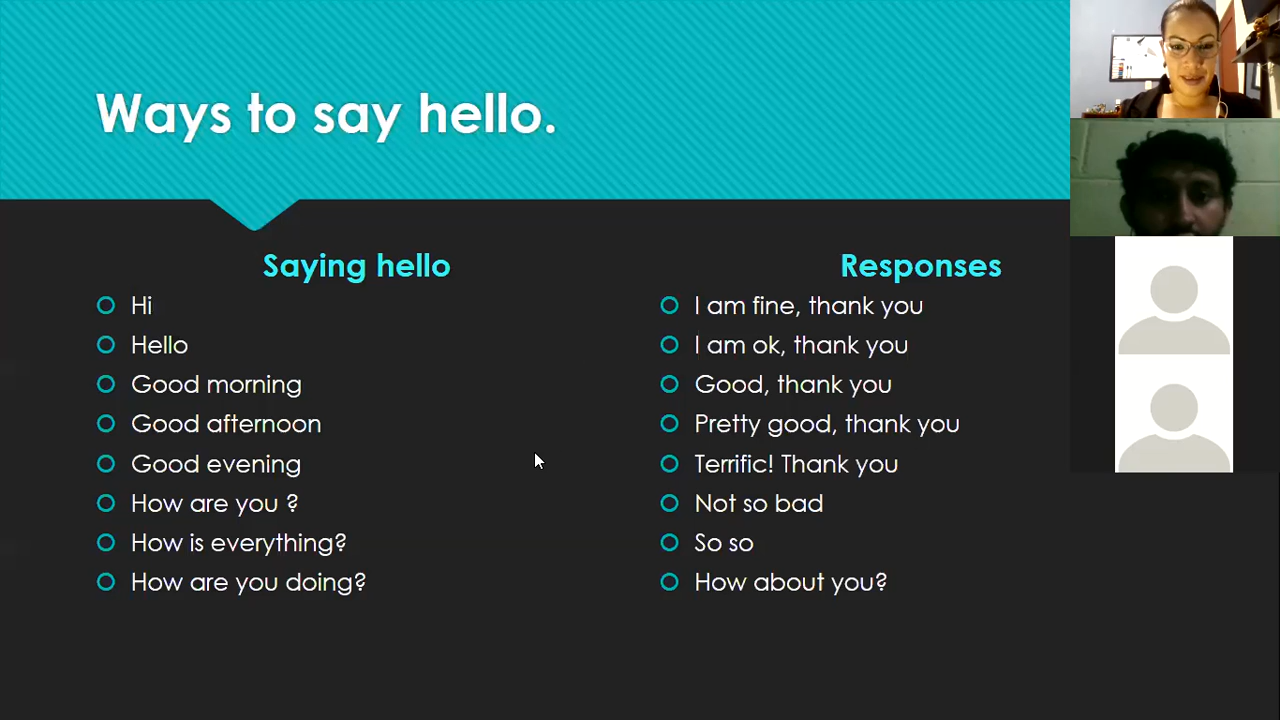 Ways to say hello.
Saying hello
Hi
Hello
Good morning
Good afternoon
Good evening
How are you ?
How is everything?
How are you doing?
Responses
I am fine, thank you
I am ok, thank you
Good, thank you
Pretty good, thank you
Terrific! Thank you
Not so bad
So so
How about you?